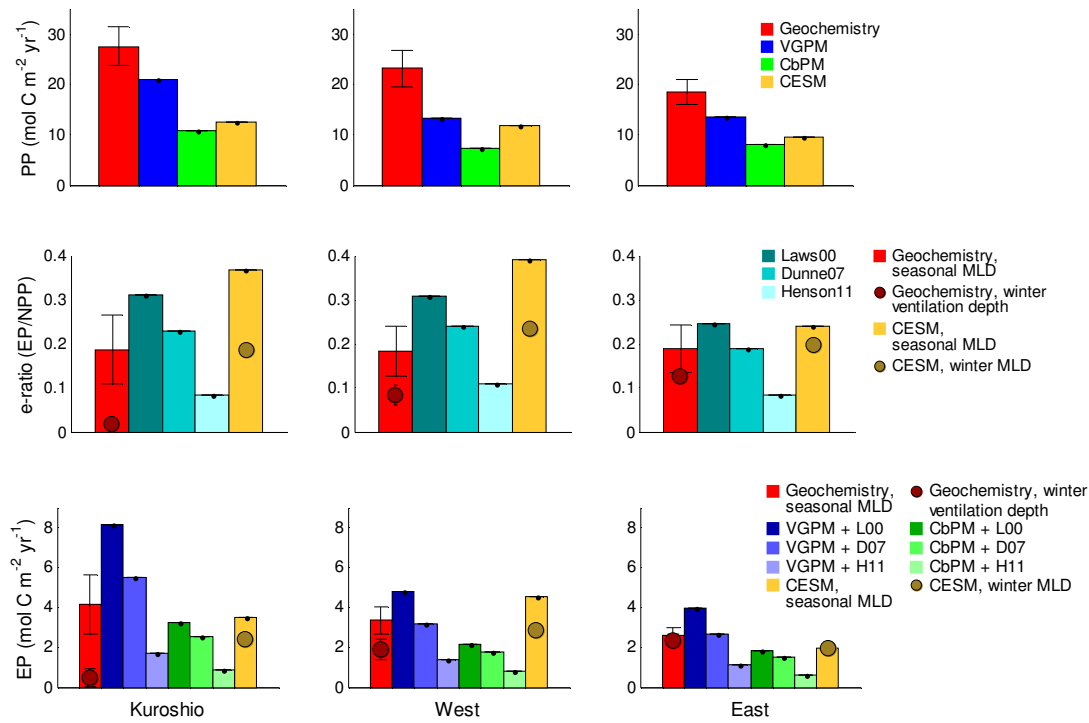 PP (mol C m⁻² yr⁻¹)
30
20
10
0
30
20
10
0
30
20
10
0
Geochemistry
VGPM
CbPM
CESM
e-ratio (EP/NPP)
0.4
0.3
0.2
0.1
0
0.4
0.3
0.2
0.1
0
0.4
0.3
0.2
0.1
0
Laws00
Dunne07
Henson11
Geochemistry,
seasonal MLD
Geochemistry, winter
ventilation depth
CESM,
seasonal MLD
CESM, winter MLD
EP (mol C m⁻² yr⁻¹)
8
6
4
2
0
8
6
4
2
0
8
6
4
2
0
Geochemistry,
seasonal MLD
VGPM + L00
VGPM + D07
VGPM + H11
Geochemistry, winter
ventilation depth
CbPM + L00
CbPM + D07
CbPM + H11
CESM,
seasonal MLD
CESM, winter MLD
Kuroshio
West
East